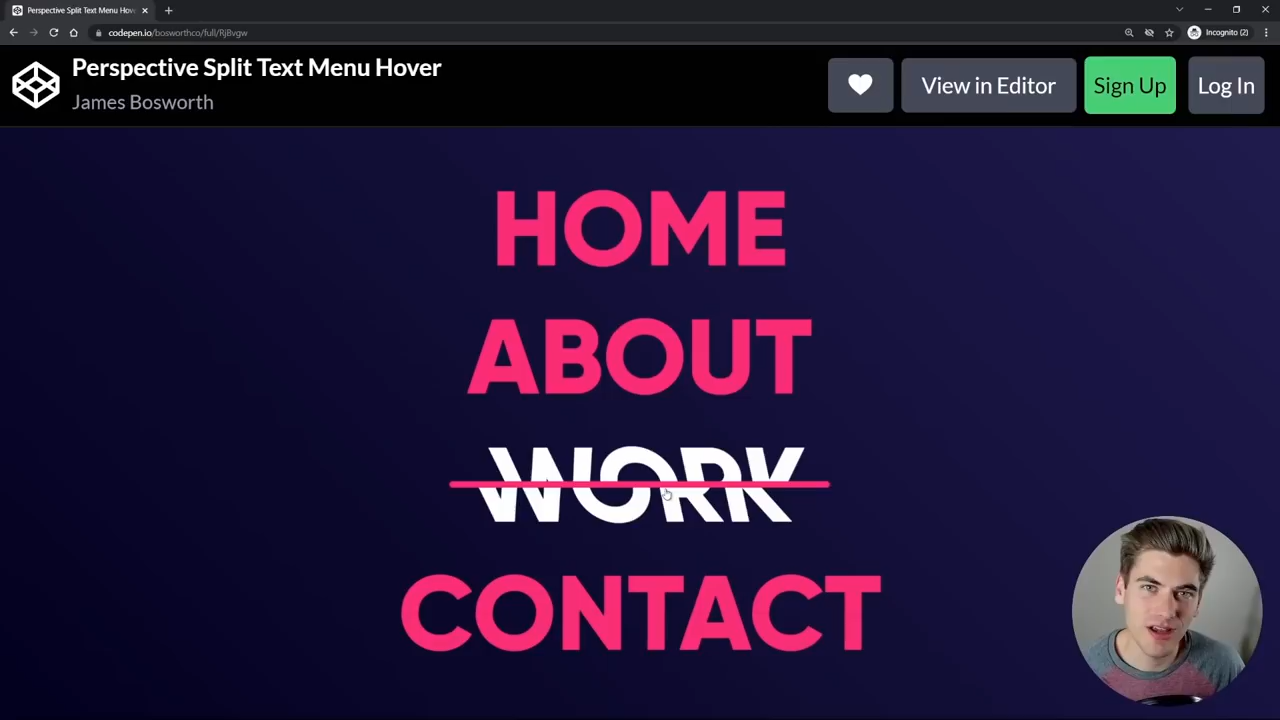 Perspective Split Text Menu Hov
codepen.io/bosworthco/full/RjBvgw
Incognito (2)
Perspective Split Text Menu Hover
James Bosworth
View in Editor
Sign Up
Log In
HOME
ABOUT
WORK
CONTACT